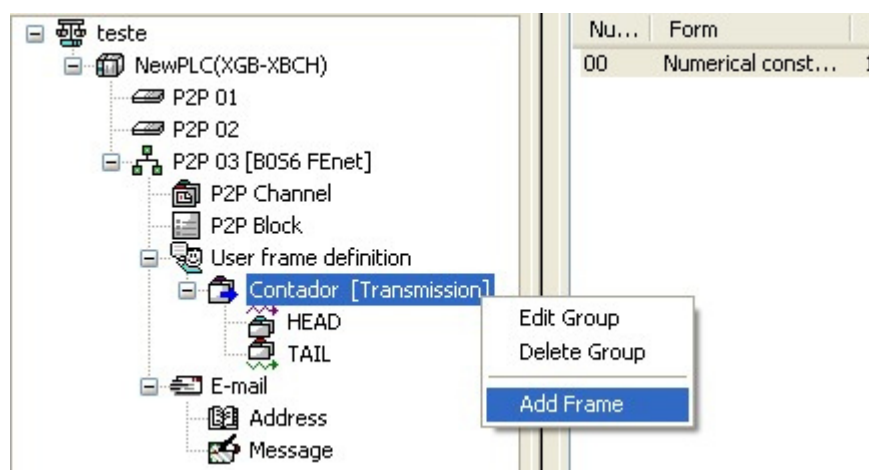 teste
NewPLC(XGB-XBCH)
P2P 01
P2P 02
P2P 03 [B0S6 FEnet]
P2P Channel
P2P Block
User frame definition
Contador [Transmission]
HEAD
TAIL
E-mail
Address
Message
Edit Group
Delete Group
Add Frame
Nu... Form
00 Numerical const...